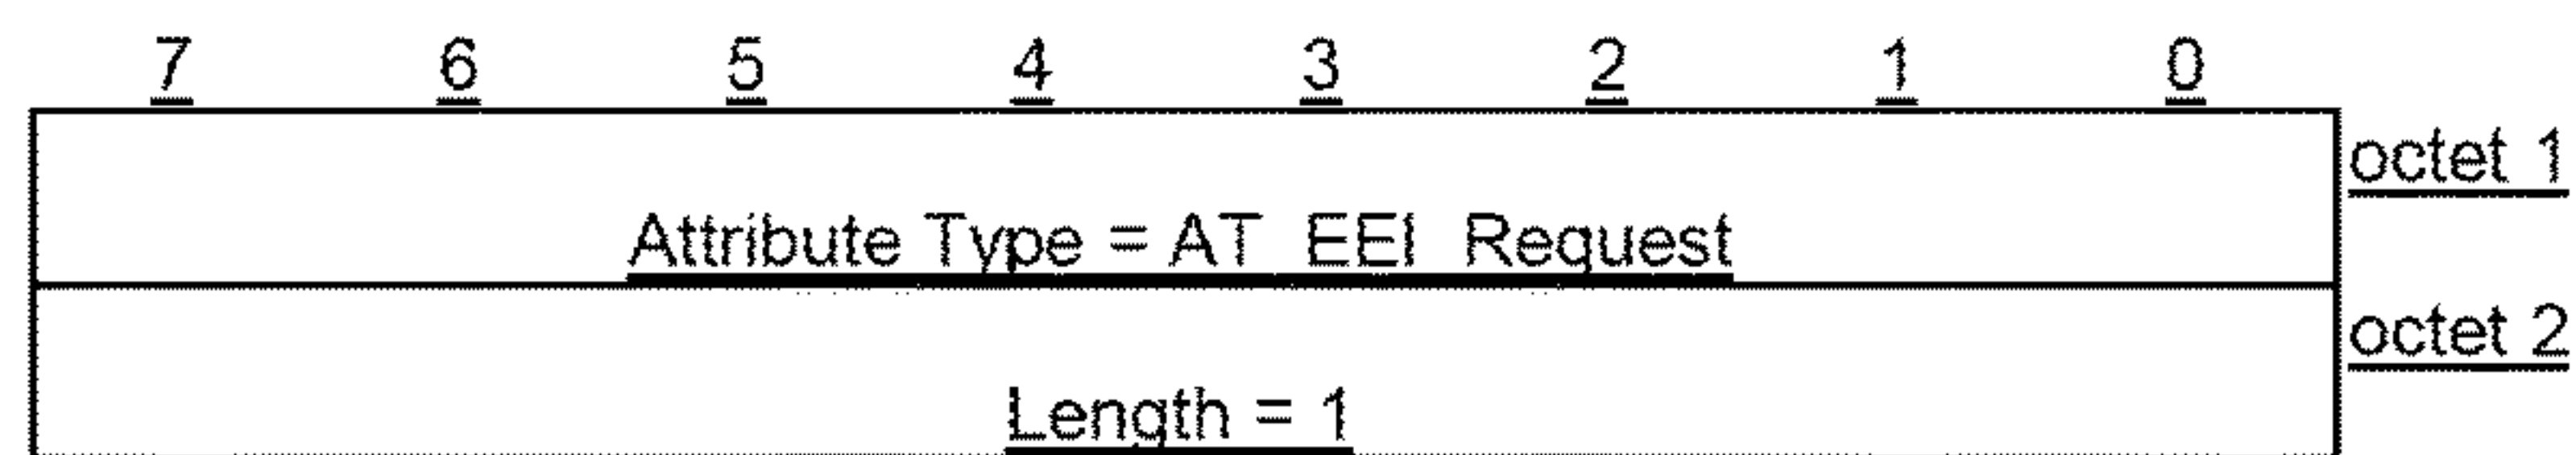 7 6 5 4 3 2 1 0
octet 1
Attribute Type = AT_EEI_Request
octet 2
Length = 1